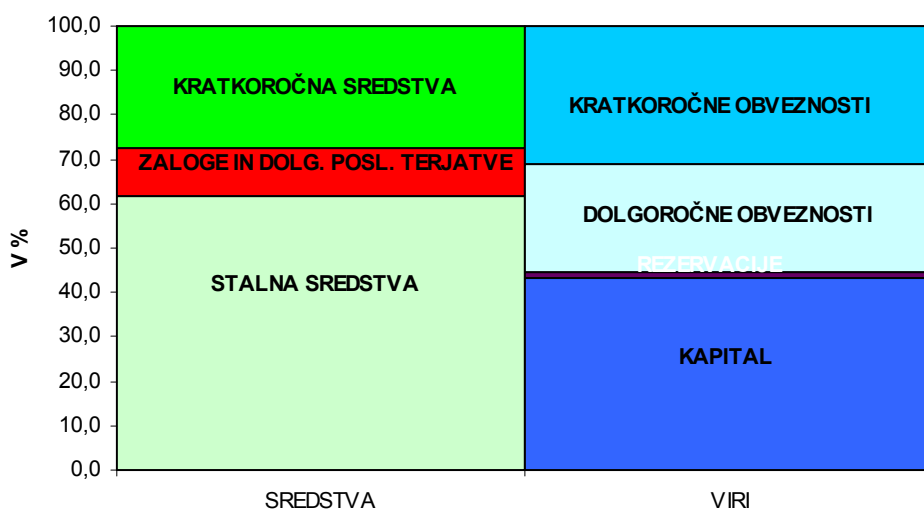 100,0
90,0
80,0
70,0
60,0
50,0
40,0
30,0
20,0
10,0
0,0
V %
KRATKOROČNA SREDSTVA
ZALOGE IN DOLG. POSL. TERJATVE
STALNA SREDSTVA
KRATKOROČNE OBVEZNOSTI
DOLGOROČNE OBVEZNOSTI
REZERVACIJE
KAPITAL
SREDSTVA
VIRI